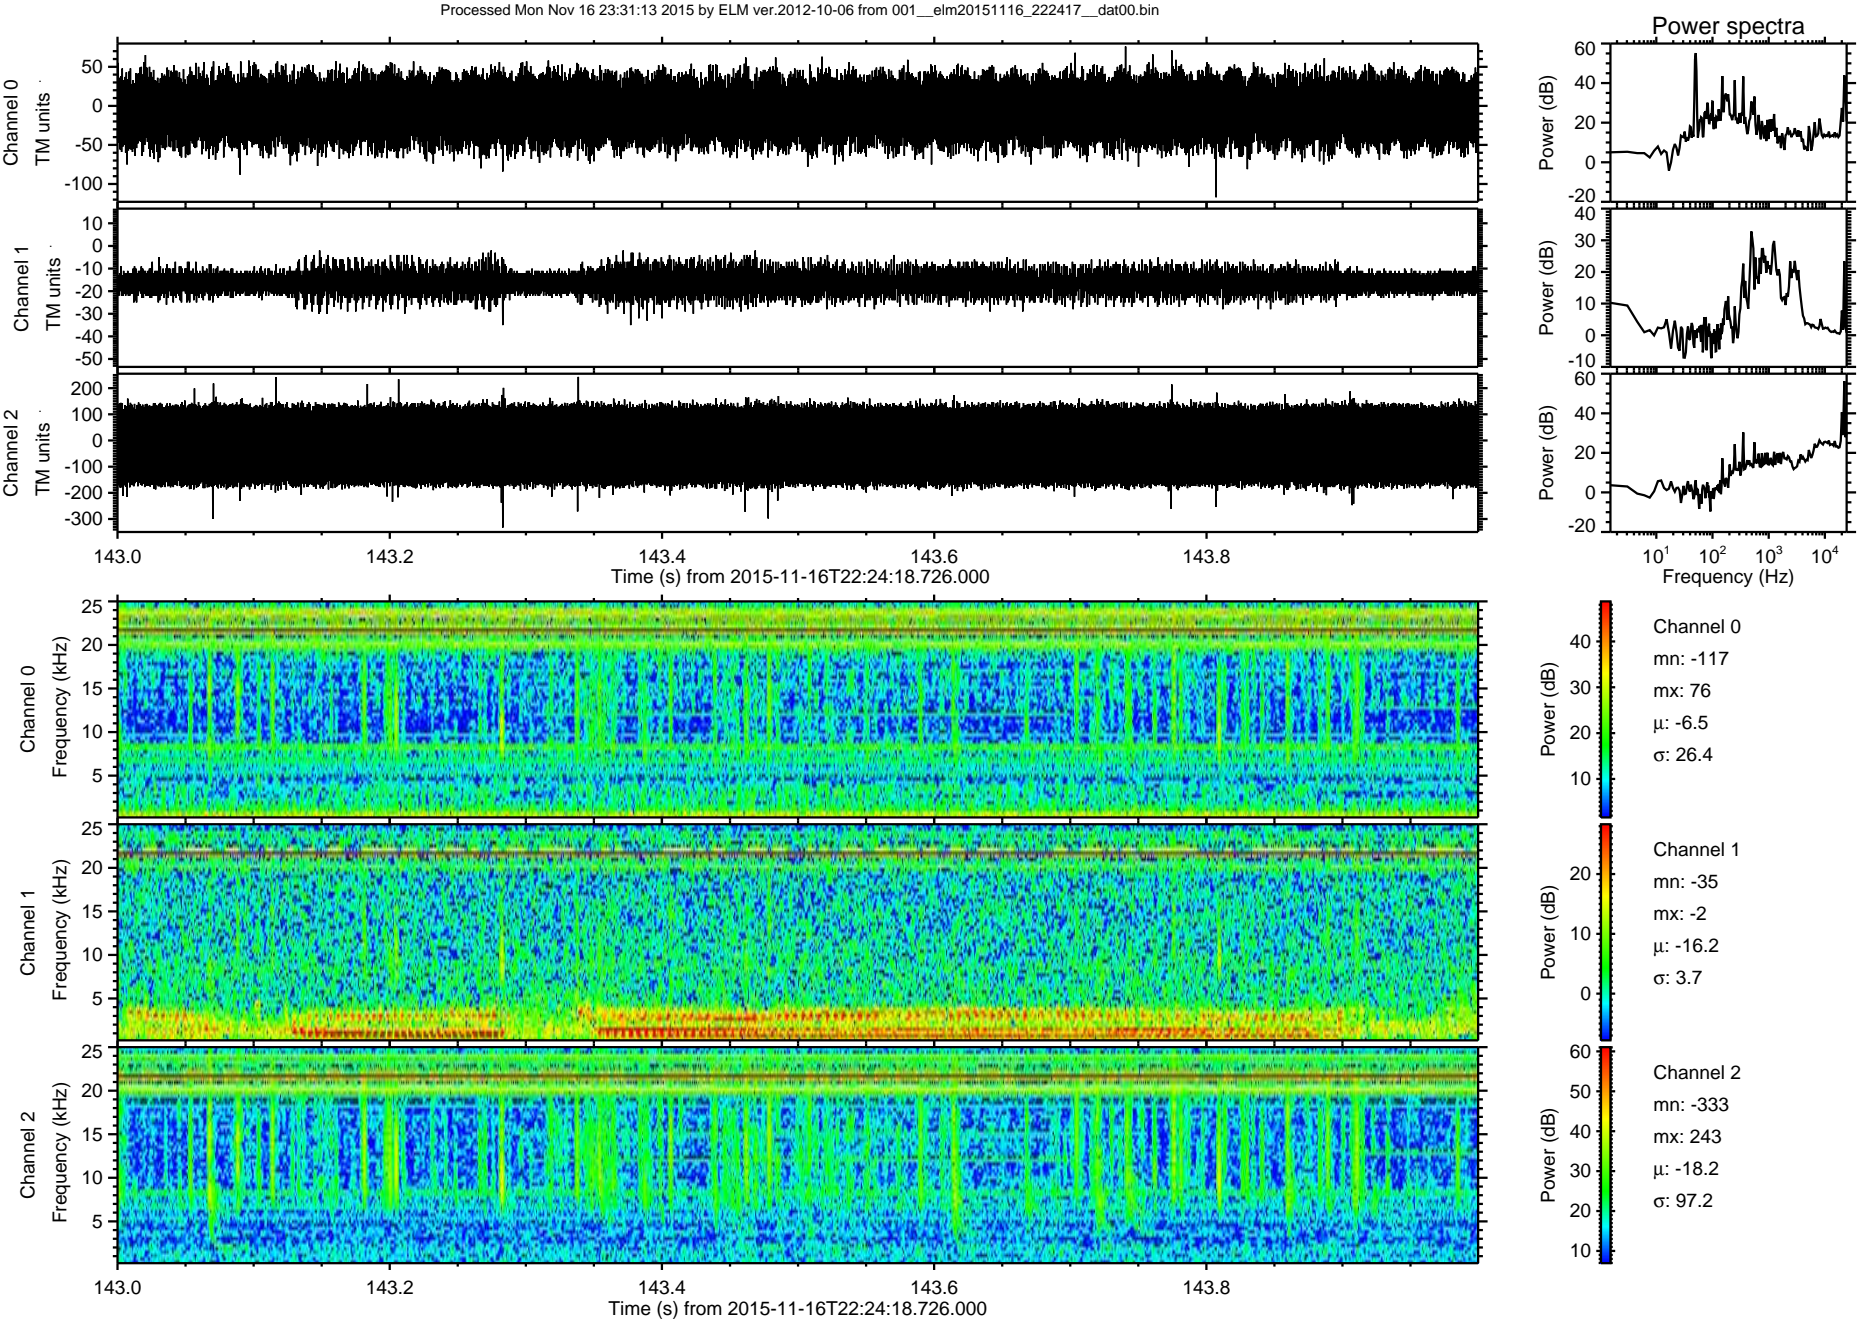 Processed Mon Nov 16 23:31:13 2015 by ELM ver.2012-10-06 from 001__elm20151116_222417__dat00.bin
Power spectra
Channel 0
TM units
50
0
-50
-100
Power (dB)
60
40
20
0
-20
Channel 1
TM units
10
0
-10
-20
-30
-40
-50
Power (dB)
40
30
20
10
0
-10
Channel 2
TM units
200
100
0
-100
-200
-300
Power (dB)
60
40
20
0
-20
143.0 143.2 143.4 143.6 143.8
Time (s) from 2015-11-16T22:24:18.726.000
10^1 10^2 10^3 10^4
Frequency (Hz)
Channel 0
Frequency (kHz)
25
20
15
10
5
Power (dB)
40
30
20
10
Channel 0
mn: -117
mx: 76
μ: -6.5
σ: 26.4
Channel 1
Frequency (kHz)
25
20
15
10
5
Power (dB)
20
10
0
Channel 1
mn: -35
mx: -2
μ: -16.2
σ: 3.7
Channel 2
Frequency (kHz)
25
20
15
10
5
Power (dB)
60
50
40
30
20
10
Channel 2
mn: -333
mx: 243
μ: -18.2
σ: 97.2
143.0 143.2 143.4 143.6 143.8
Time (s) from 2015-11-16T22:24:18.726.000